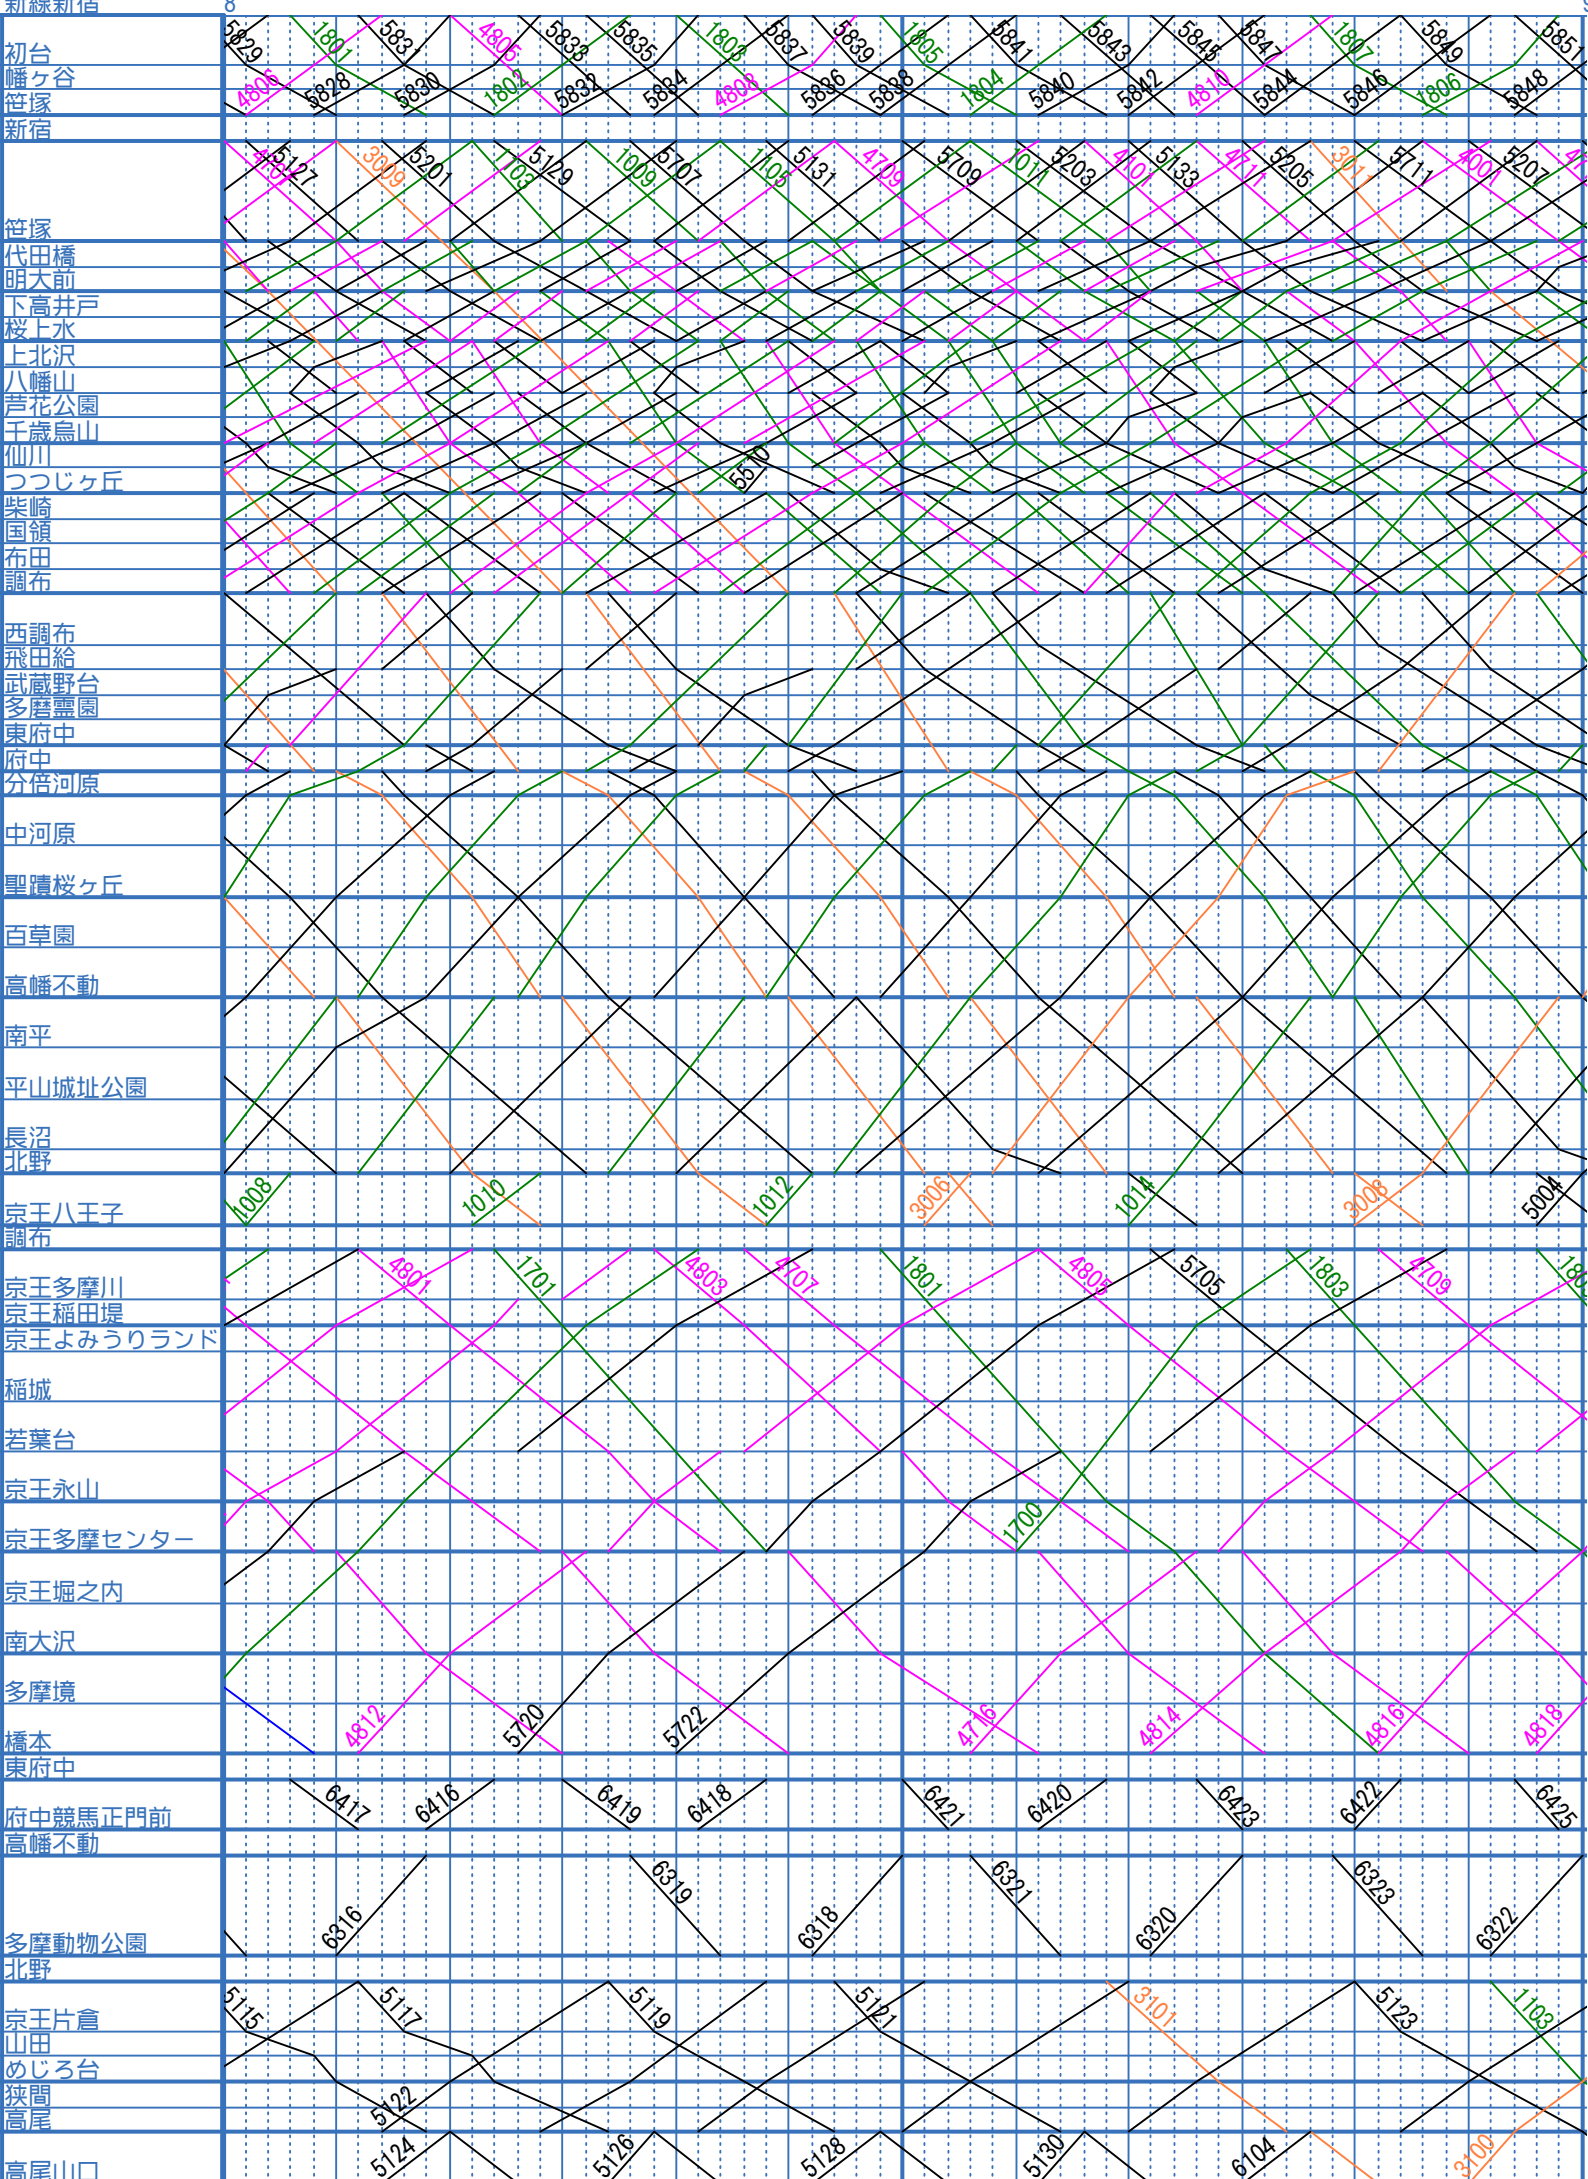 新線新宿 8
初台
幡ヶ谷
笹塚
5829 1801 5831 4805 5833 5835 1803 5837 5839 1805 5841 5843 5845 5847 1807 5849 5851
4806 5828 5830 1802 5832 5834 4808 5836 5838 1804 5840 5842 4810 5844 5846 1806 5848
新宿
5127 3009 5201 1703 5129 1009 5707 1105 5131 4709 5709 1011 5203 4101 5133 4711 5205 3011 5711 4001 5207
笹塚
代田橋
明大前
下高井戸
桜上水
上北沢
八幡山
芦花公園
千歳烏山
仙川
つつじヶ丘
5510
柴崎
国領
布田
調布
西調布
飛田給
武蔵野台
多磨霊園
東府中
府中
分倍河原
中河原
聖蹟桜ヶ丘
百草園
高幡不動
南平
平山城址公園
長沼
北野
京王八王子
1008 1010 1012 3006 1014 3008 5004
調布
4801 1701 4803 4707 1801 4805 5705 1803 4709
京王多摩川
京王稲田堤
京王よみうりランド
稲城
若葉台
京王永山
京王多摩センター
1700
京王堀之内
南大沢
多摩境
橋本
4812 5720 5722 4716 4814 4816 4818
東府中
府中競馬正門前
6417 6416 6419 6418 6421 6420 6423 6422 6425
高幡不動
6319 6321 6323
多摩動物公園
6316 6318 6320 6322
北野
5115 5117 5119 5121 3101 5123 1103
京王片倉
山田
めじろ台
狭間
高尾
5122
高尾山口
5124 5126 5128 5130 6104 3100